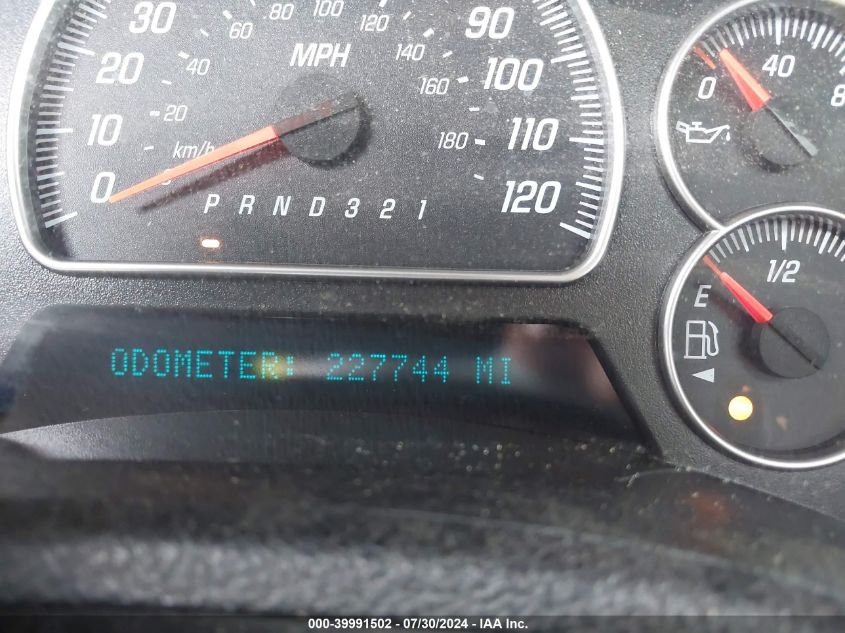 30 60 80 100 120 90
20 40 MPH 140 100
160
10 20 180 110
km/h
0 120
P R N D 3 2 1
0 40
E 1/2
ODOMETER: 227744 MI
000-39991502 - 07/30/2024 - IAA Inc.